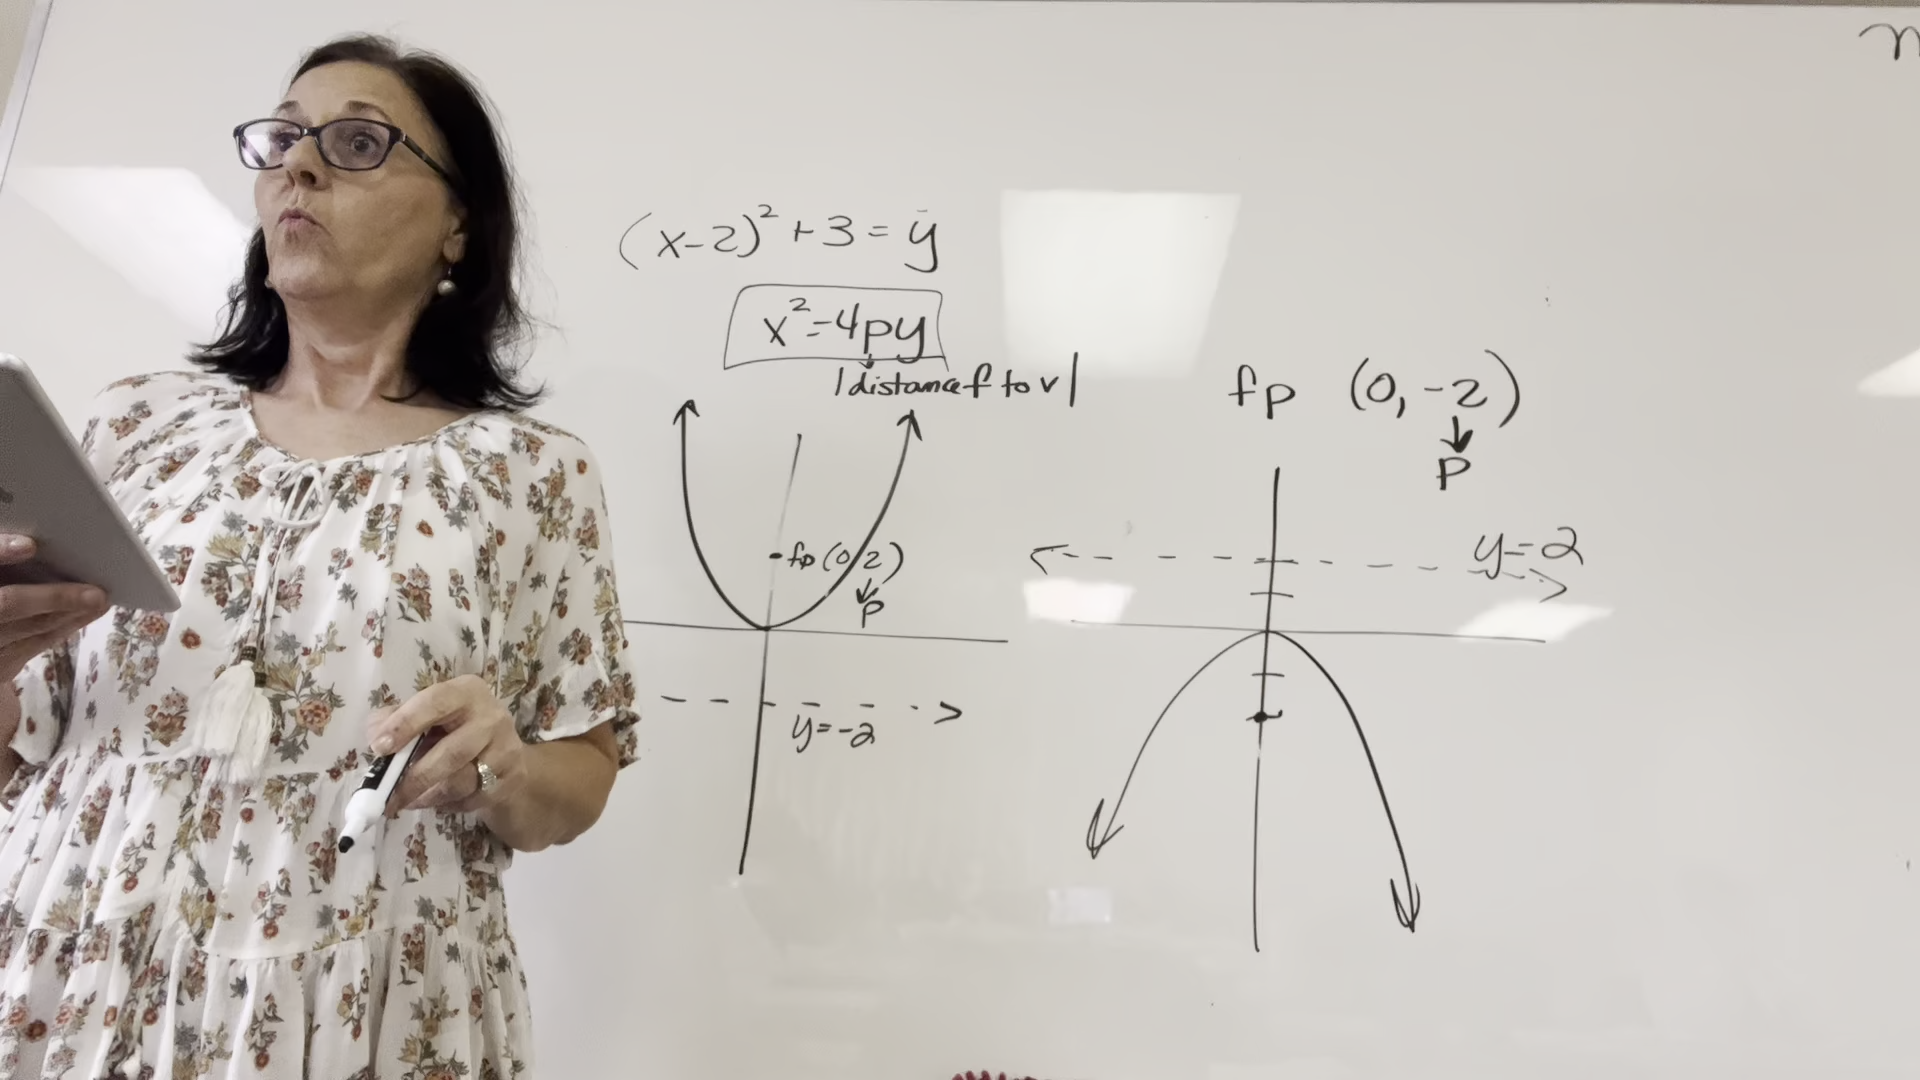 (x-2)² +3 = y
x² = 4py
|distance f to v|
fp (0,2)
p
y=-2
fp (0, -2)
p
y=2